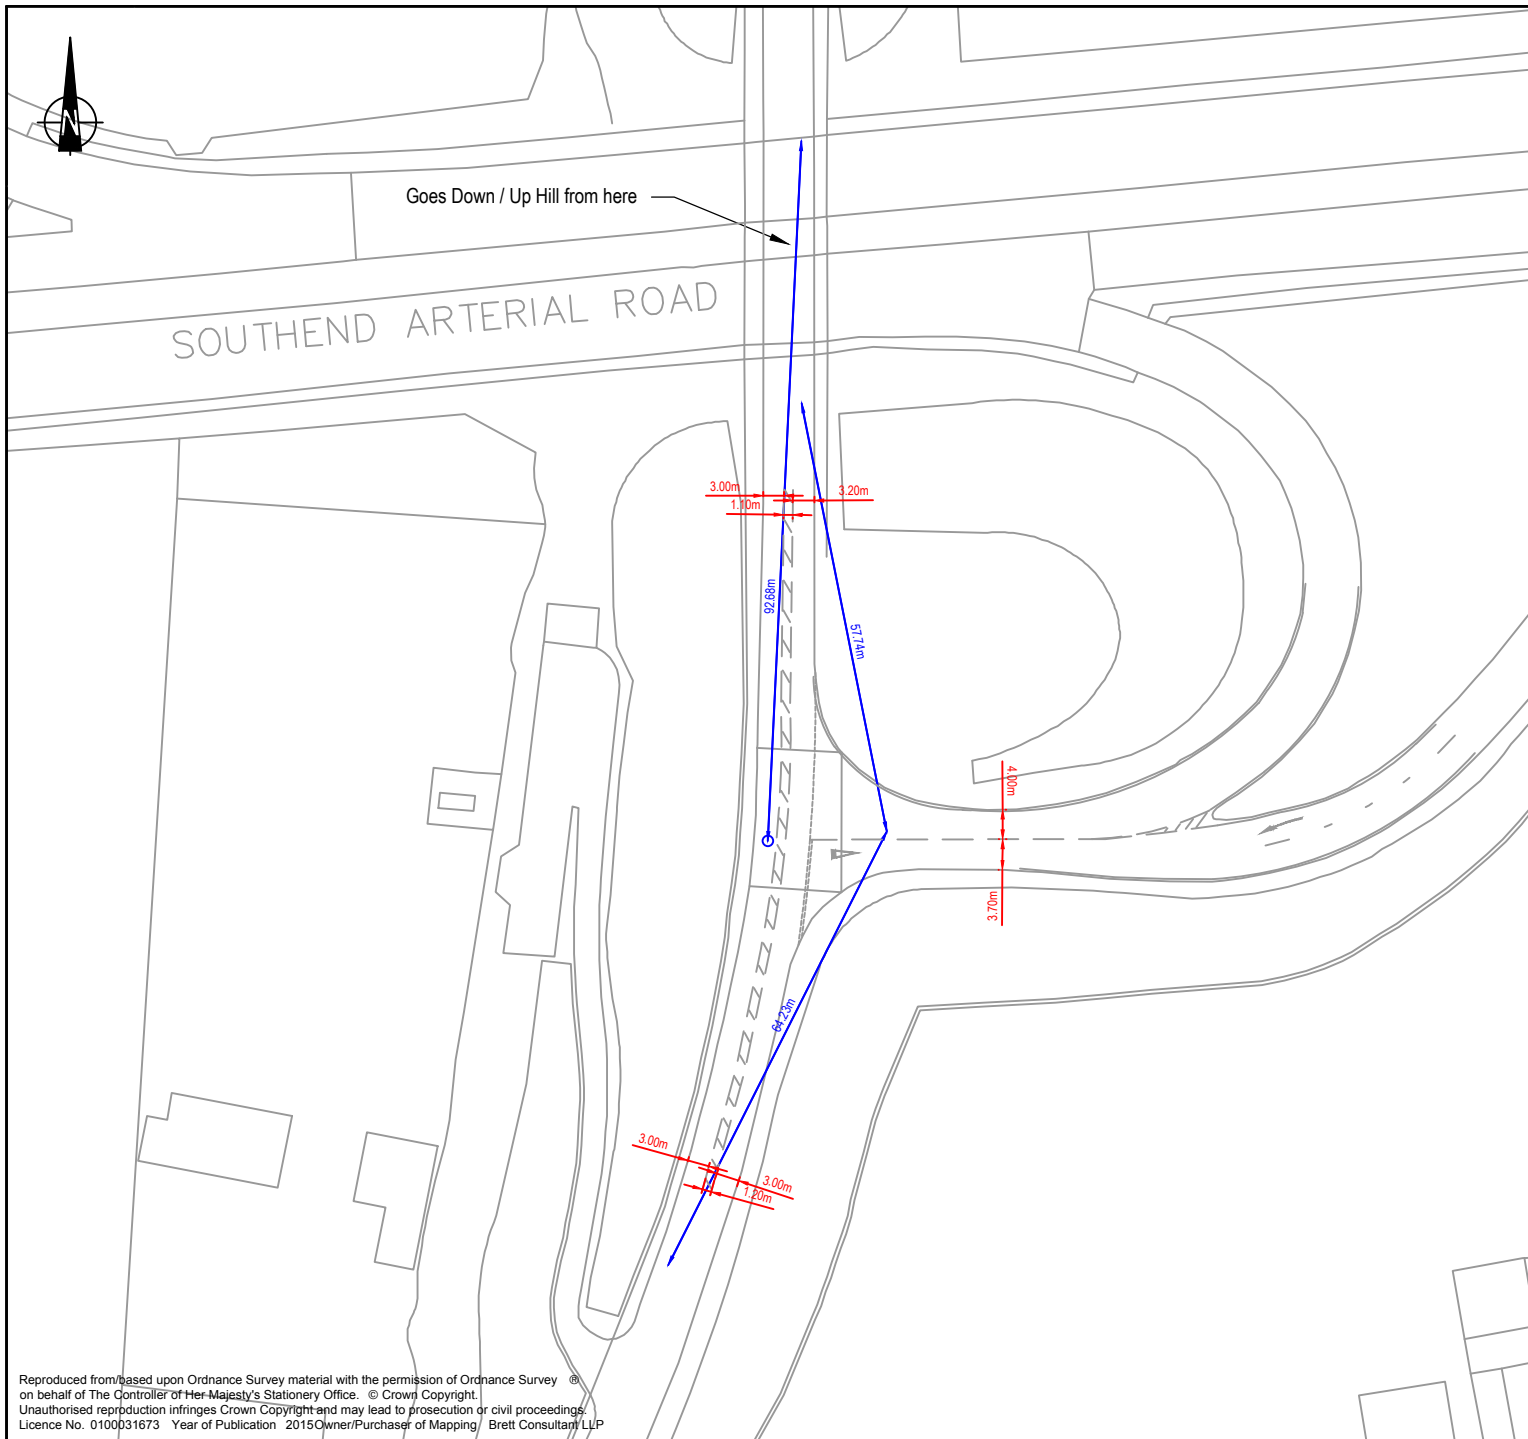 N
Goes Down / Up Hill from here
SOUTHEND ARTERIAL ROAD
3.00m
3.20m
1.10m
92.68m
57.74m
4.00m
3.70m
64.23m
3.00m
3.00m
1.20m
Reproduced from/based upon Ordnance Survey material with the permission of Ordnance Survey ®
on behalf of The Controller of Her Majesty's Stationery Office. © Crown Copyright.
Unauthorised reproduction infringes Crown Copyright and may lead to prosecution or civil proceedings.
Licence No. 0100031673 Year of Publication 2015Owner/Purchaser of Mapping Brett Consultant LLP